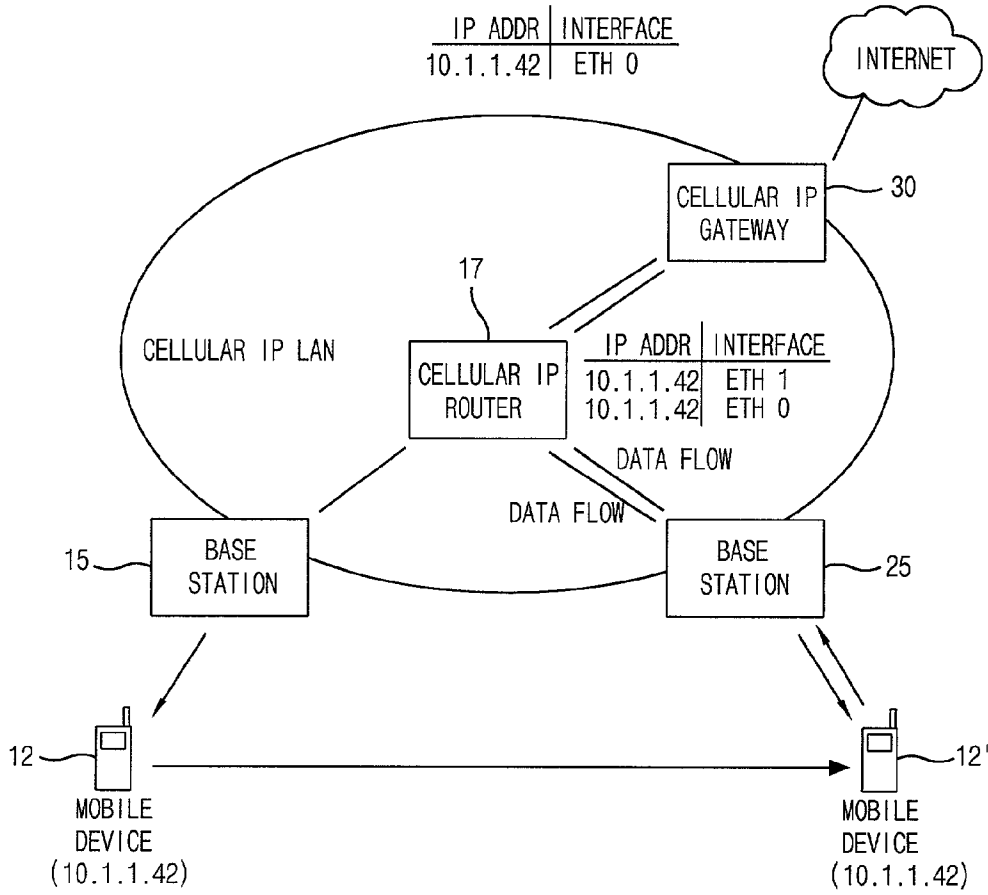 IP ADDR INTERFACE
10.1.1.42 ETH 0
INTERNET
CELLULAR IP
GATEWAY
30
17
CELLULAR IP LAN
CELLULAR IP
ROUTER
IP ADDR INTERFACE
10.1.1.42 ETH 1
10.1.1.42 ETH 0
DATA FLOW
DATA FLOW
15
BASE
STATION
BASE
STATION
25
12
MOBILE
DEVICE
(10.1.1.42)
12'
MOBILE
DEVICE
(10.1.1.42)